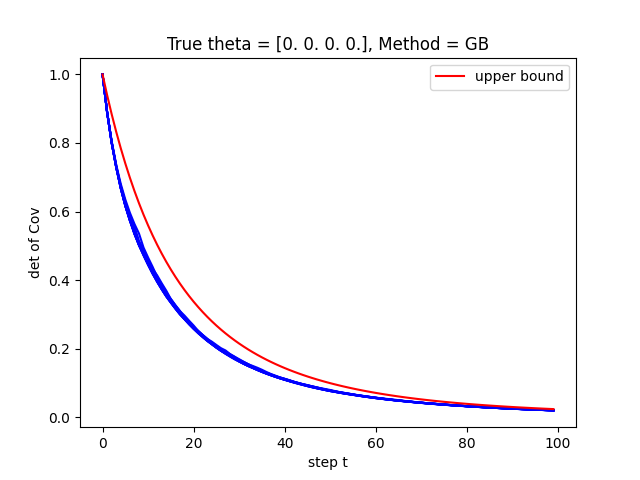 True theta = [0. 0. 0. 0.], Method = GB
upper bound
1.0
0.8
0.6
0.4
0.2
0.0
det of Cov
0 20 40 60 80 100
step t